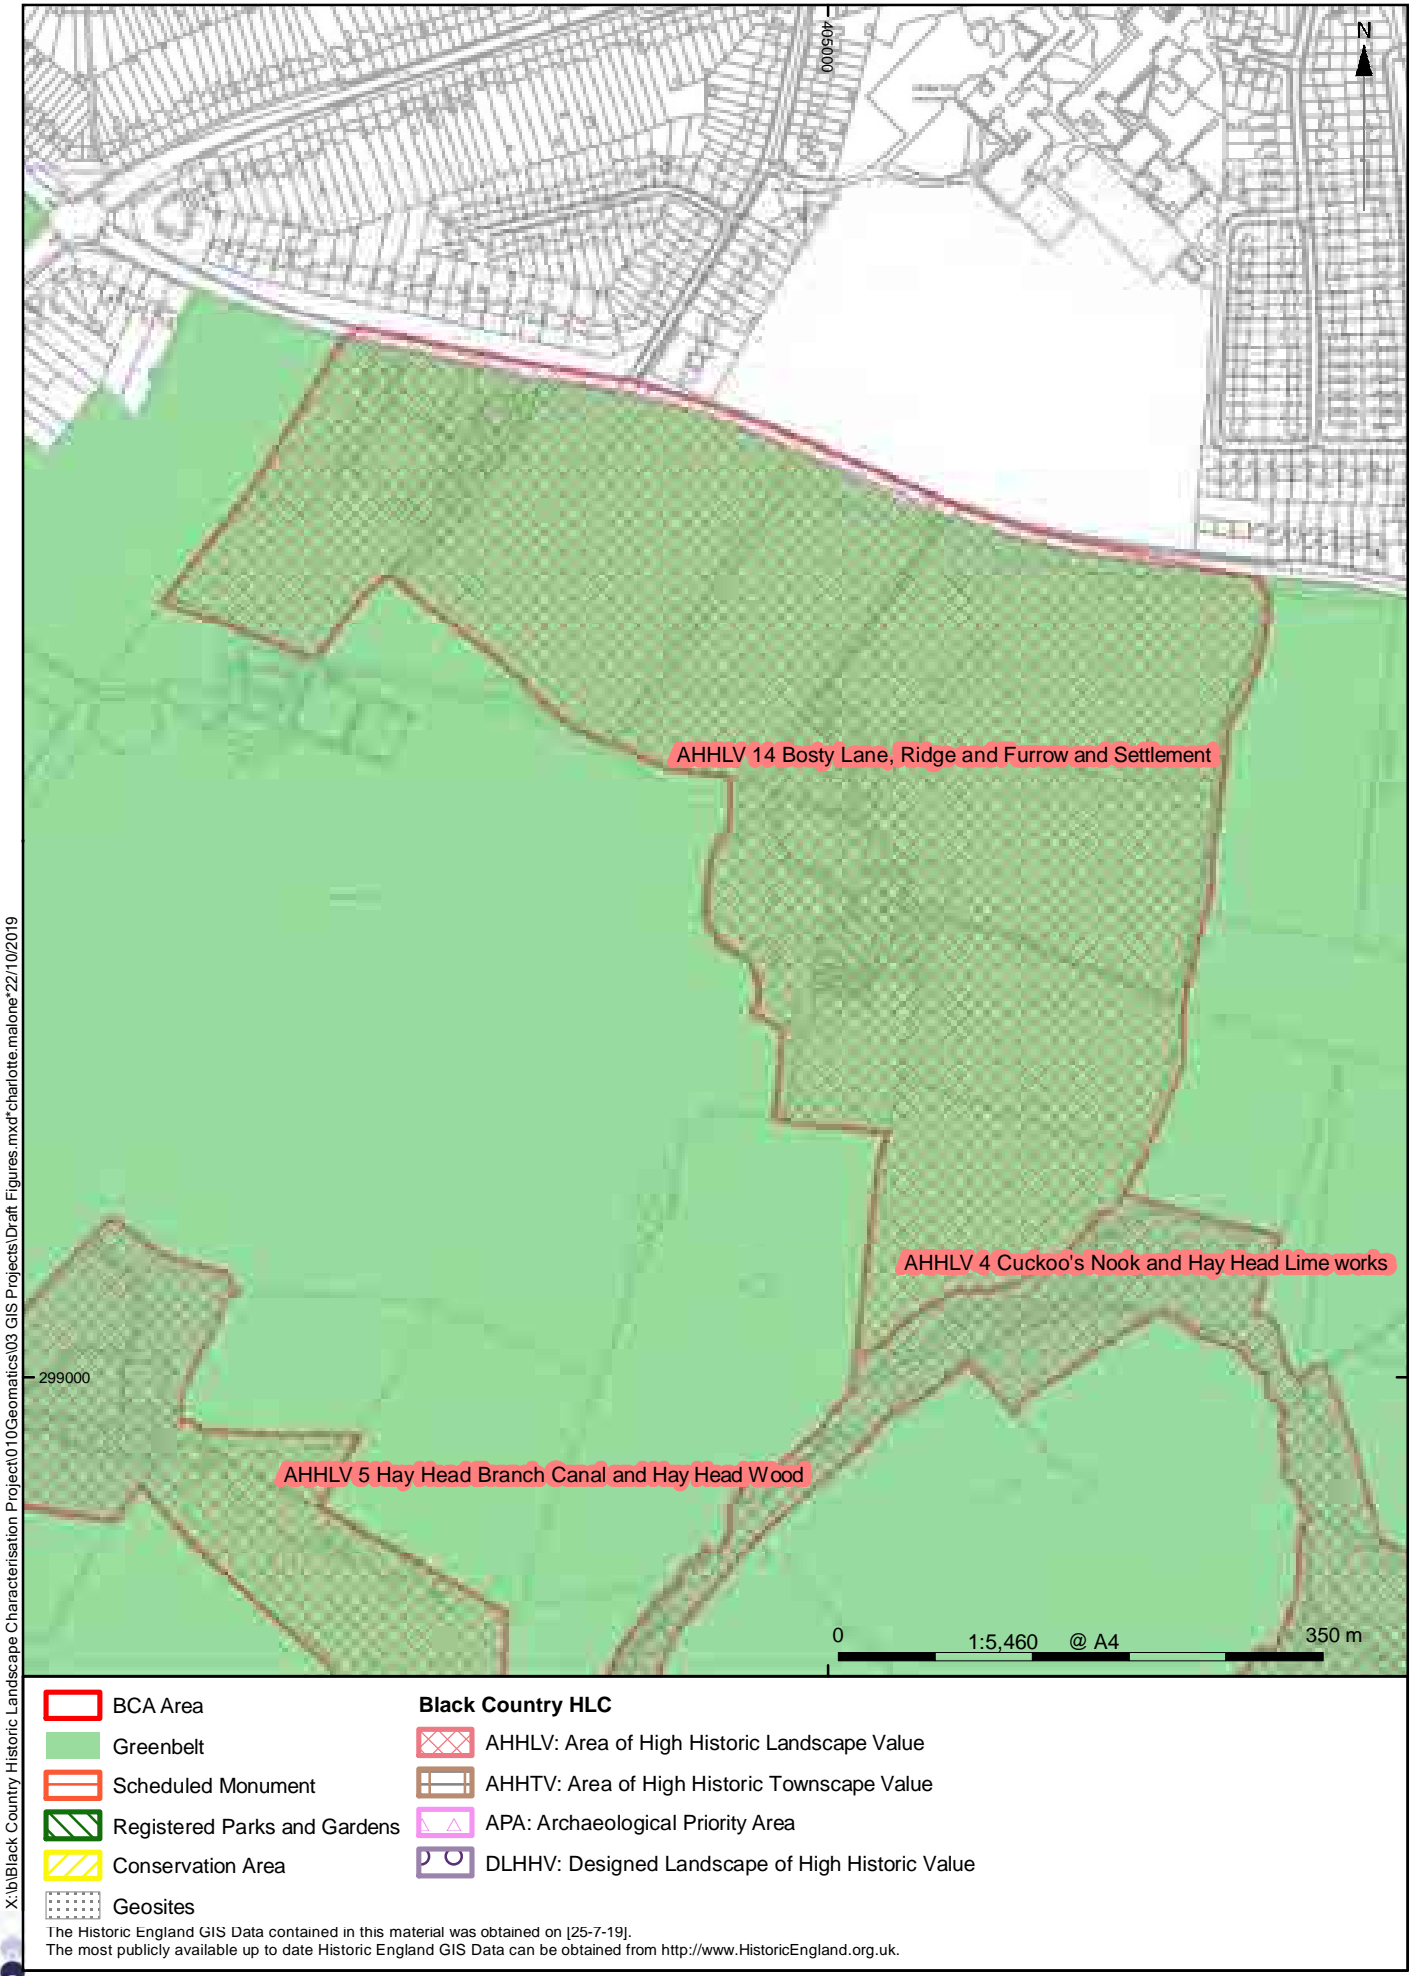 N
405000
AHHLV 14 Bosty Lane, Ridge and Furrow and Settlement
AHHLV 4 Cuckoo's Nook and Hay Head Lime works
299000
AHHLV 5 Hay Head Branch Canal and Hay Head Wood
0 1:5,460 @ A4 350 m
X:\b\Black Country Historic Landscape Characterisation Project\010Geomatics\03 GIS Projects\Draft Figures.mxd*charlotte.malone*22/10/2019
BCA Area
Greenbelt
Scheduled Monument
Registered Parks and Gardens
Conservation Area
Geosites
Black Country HLC
AHHLV: Area of High Historic Landscape Value
AHHTV: Area of High Historic Townscape Value
APA: Archaeological Priority Area
DLHHV: Designed Landscape of High Historic Value
The Historic England GIS Data contained in this material was obtained on [25-7-19].
The most publicly available up to date Historic England GIS Data can be obtained from http://www.HistoricEngland.org.uk.